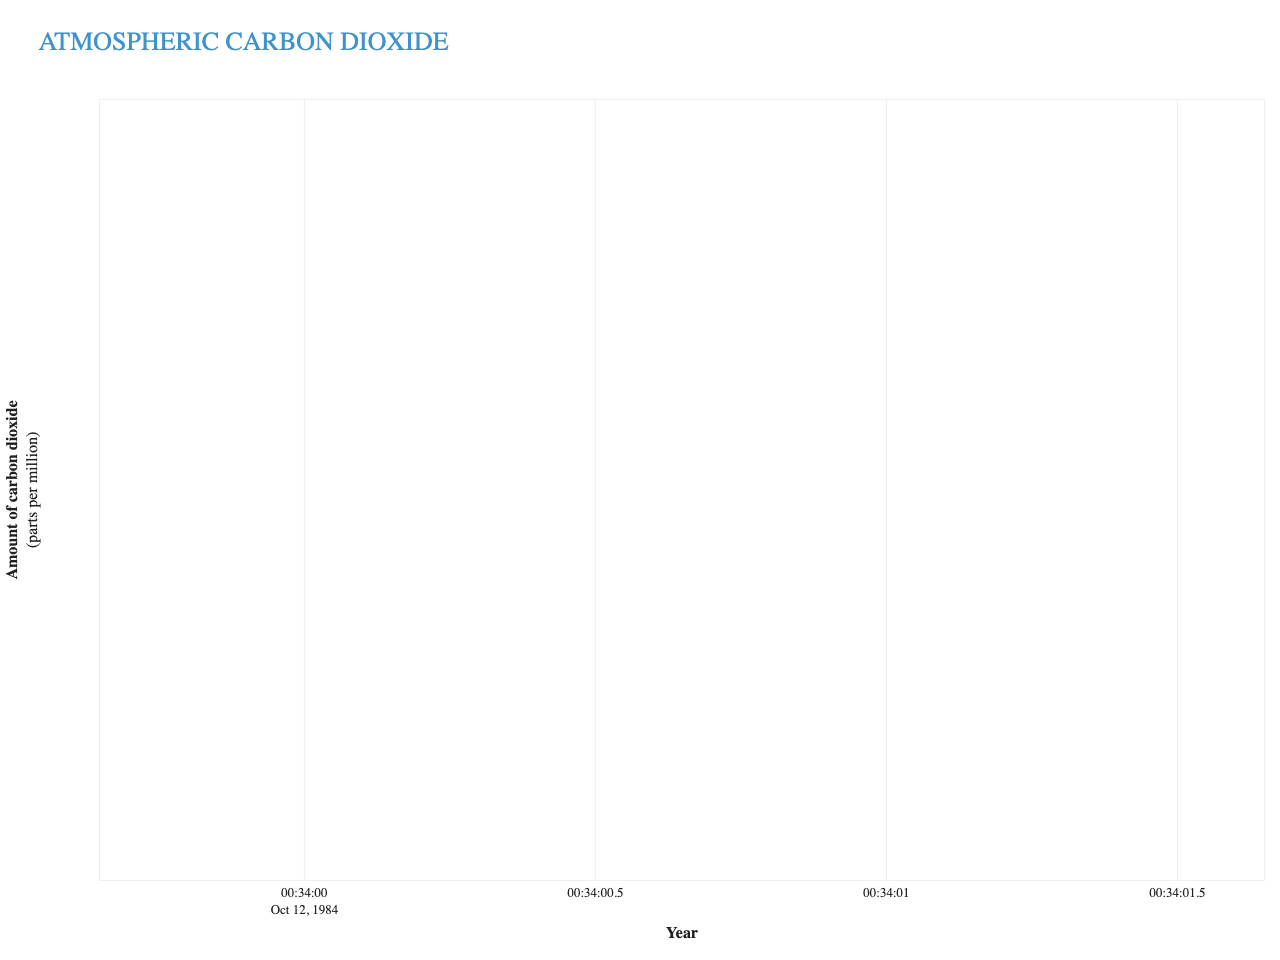 ATMOSPHERIC CARBON DIOXIDE
Amount of carbon dioxide
(parts per million)
00:34:00
Oct 12, 1984
00:34:00.5
00:34:01
00:34:01.5
Year